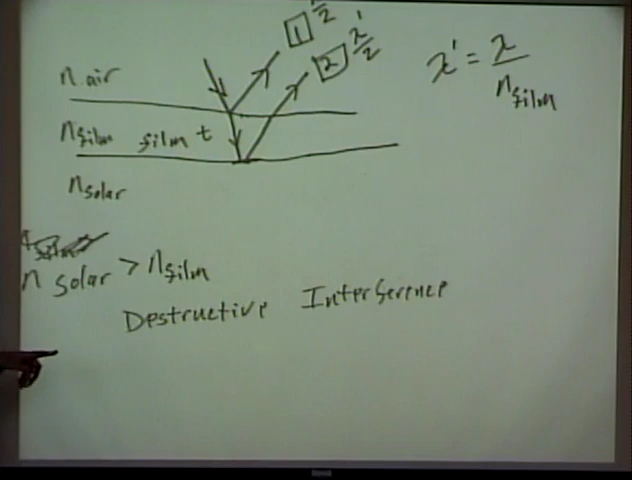 n air
n film film t
n solar
1 λ'/2
2 λ'/2
λ' = λ / n film
n solar > n film
Destructive Interference